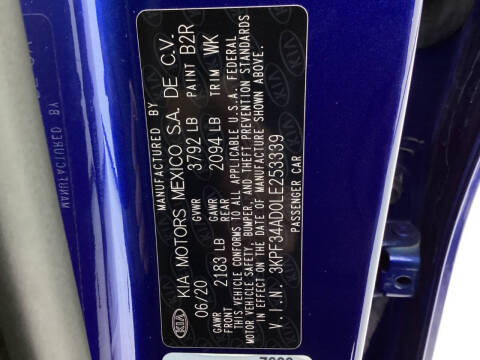 MANUFACTURED BY
KIA MOTORS MEXICO S.A. DE C.V.
06/20 GVWR 3792 LB PAINT B2R
GAWR FRONT 2183 LB GAWR REAR 2094 LB TRIM WK
THIS VEHICLE CONFORMS TO ALL APPLICABLE U.S.A. FEDERAL
MOTOR VEHICLE SAFETY, BUMPER, AND THEFT PREVENTION STANDARDS
IN EFFECT ON THE DATE OF MANUFACTURE SHOWN ABOVE.
V.I.N. 3KPF34AD0LE253339
PASSENGER CAR
KIA